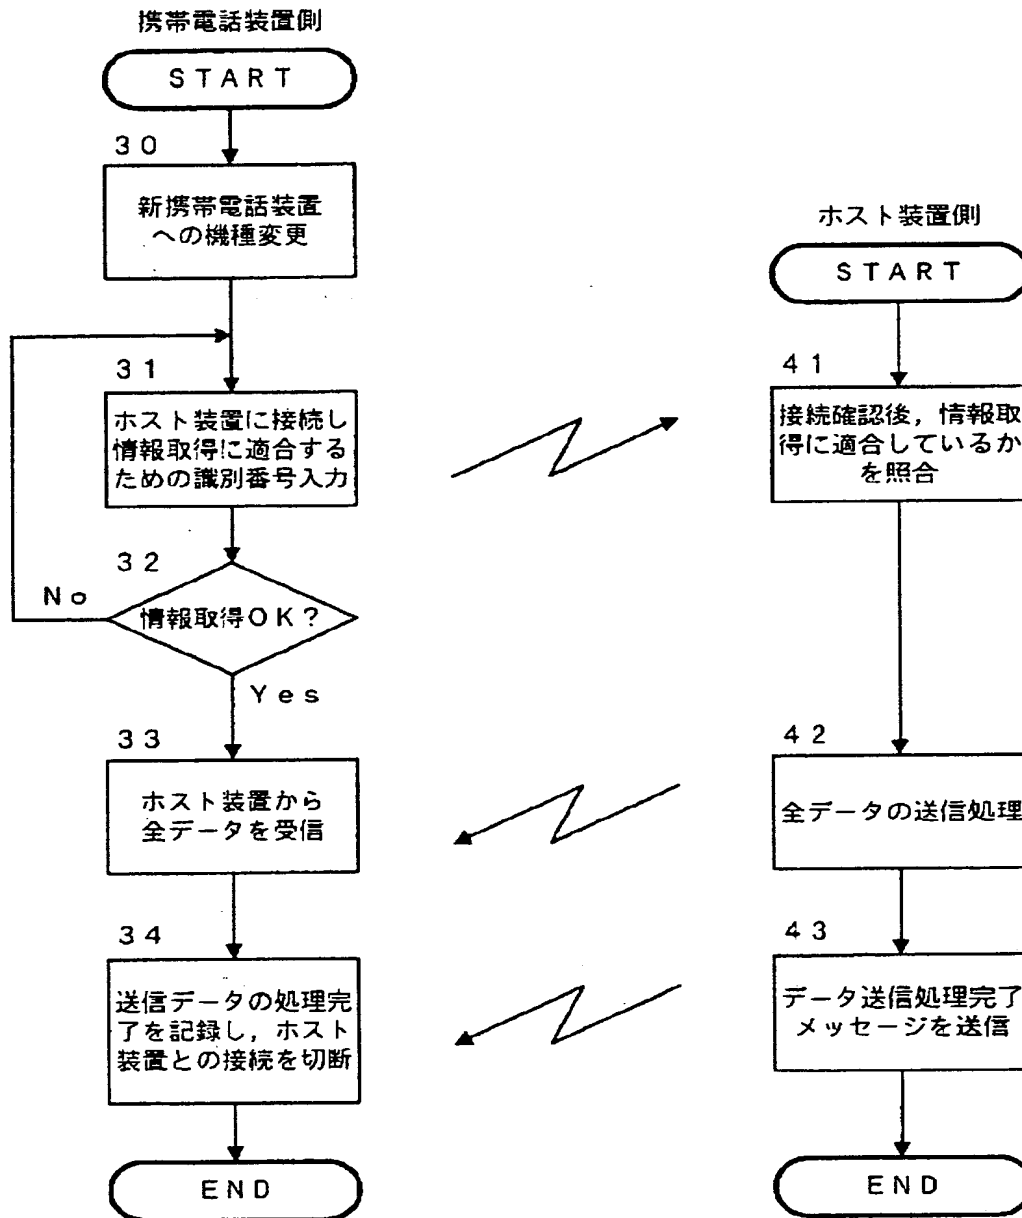 携帯電話装置側
START
30
新携帯電話装置
への機種変更
31
ホスト装置に接続し
情報取得に適合する
ための識別番号入力
32
情報取得OK?
No
Yes
33
ホスト装置から
全データを受信
34
送信データの処理完
了を記録し,ホスト
装置との接続を切断
END
ホスト装置側
START
41
接続確認後,情報取
得に適合しているか
を照合
42
全データの送信処理
43
データ送信処理完了
メッセージを送信
END